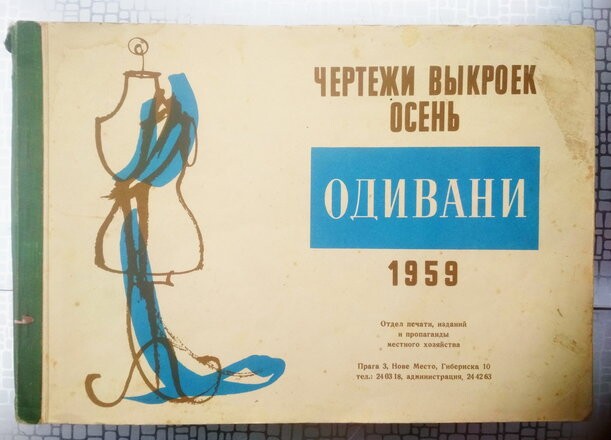 ЧЕРТЕЖИ ВЫКРОЕК
ОСЕНЬ
ОДИВАНИ
1959
Отдел печати, изданий
и пропаганды
местного хозяйства
Прага 3, Нове Место, Гибернска 10
тел.: 24 03 18, администрация, 24 42 63